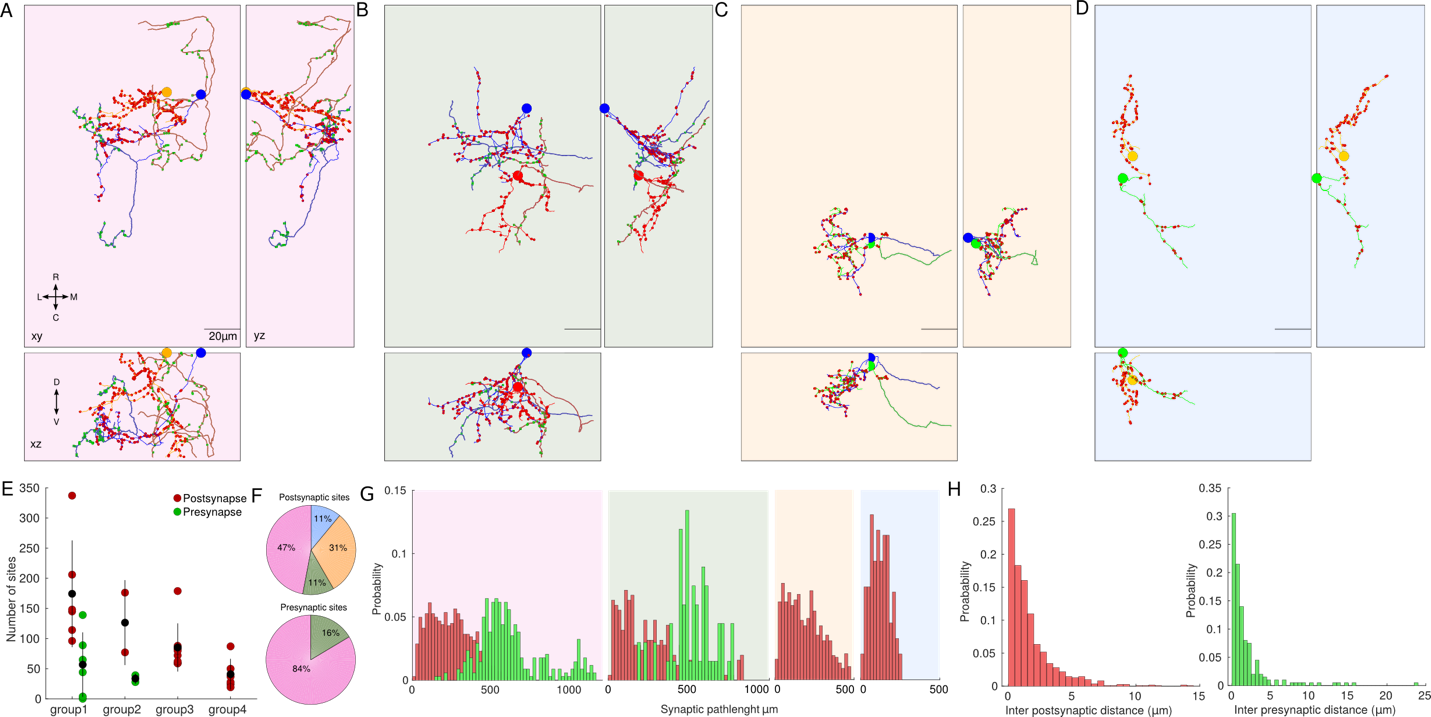 A
B
C
D
R
L M
C
xy
20µm
yz
D
V
xz
E
350
300
250
200
150
100
50
0
Number of sites
Postsynapse
Presynapse
group1 group2 group3 group4
F
Postsynaptic sites
11%
47%
31%
11%
Presynaptic sites
16%
84%
G
0.15
0.1
0.05
0
Probability
0 500 1000 0 500 1000 0 500 0 500
Synaptic pathlenght µm
H
0.3
0.25
0.2
0.15
0.1
0.05
0
Proabability
0 5 10 15
Inter postsynaptic distance (µm)
0.35
0.3
0.25
0.2
0.15
0.1
0.05
0
Probability
0 5 10 15 20 25
Inter presynaptic distance (µm)